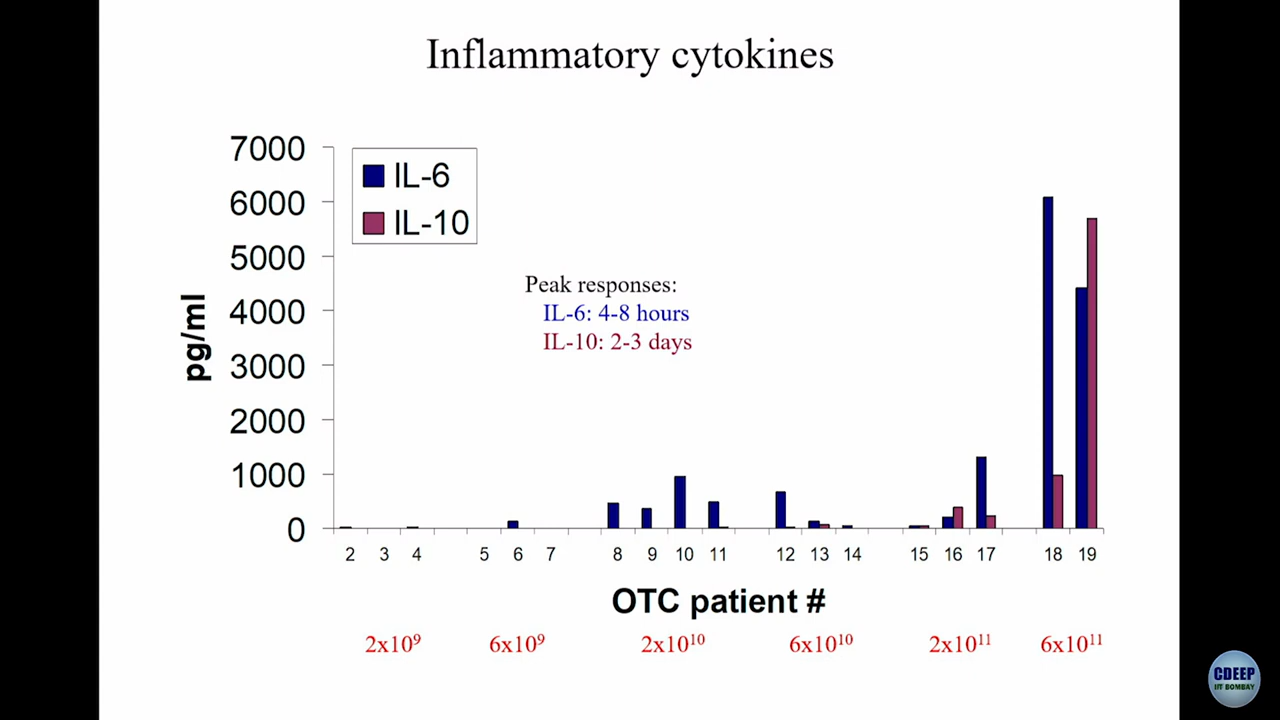 Inflammatory cytokines
7000
6000
5000
4000
3000
2000
1000
0
pg/ml
IL-6
IL-10
Peak responses:
IL-6: 4-8 hours
IL-10: 2-3 days
2 3 4 5 6 7 8 9 10 11 12 13 14 15 16 17 18 19
OTC patient #
2x10⁹ 6x10⁹ 2x10¹⁰ 6x10¹⁰ 2x10¹¹ 6x10¹¹
CDEEP
IIT BOMBAY